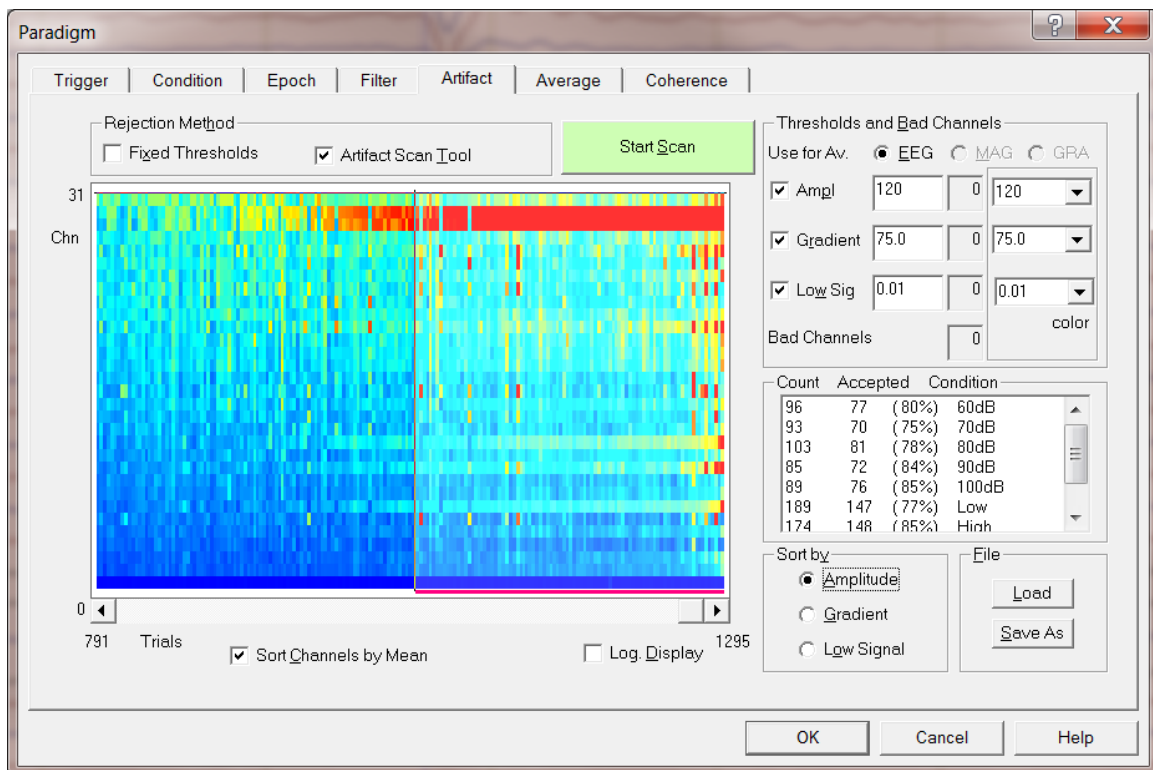 Paradigm
Trigger Condition Epoch Filter Artifact Average Coherence
Rejection Method
Fixed Thresholds Artifact Scan Tool
Start Scan
31
Chn
0
791 Trials 1295
Sort Channels by Mean Log. Display
Thresholds and Bad Channels
Use for Av. EEG MAG GRA
Ampl 120 0 120
Gradient 75.0 0 75.0
Low Sig 0.01 0 0.01
color
Bad Channels 0
Count Accepted Condition
96 77 (80%) 60dB
93 70 (75%) 70dB
103 81 (78%) 80dB
85 72 (84%) 90dB
89 76 (85%) 100dB
189 147 (77%) Low
174 148 (85%) High
Sort by
Amplitude
Gradient
Low Signal
File
Load
Save As
OK Cancel Help